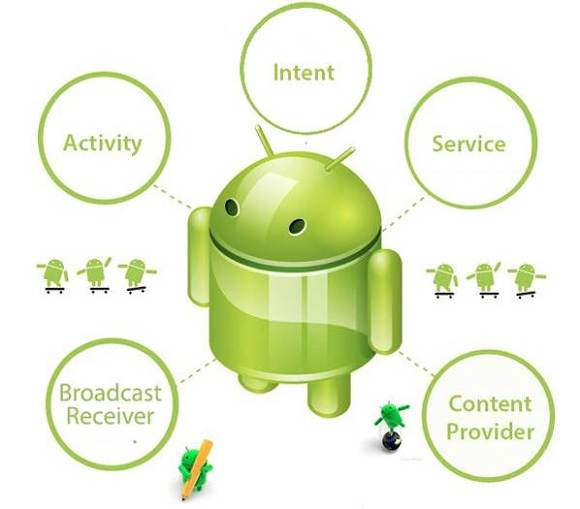 Intent
Activity
Service
Broadcast
Receiver
Content
Provider